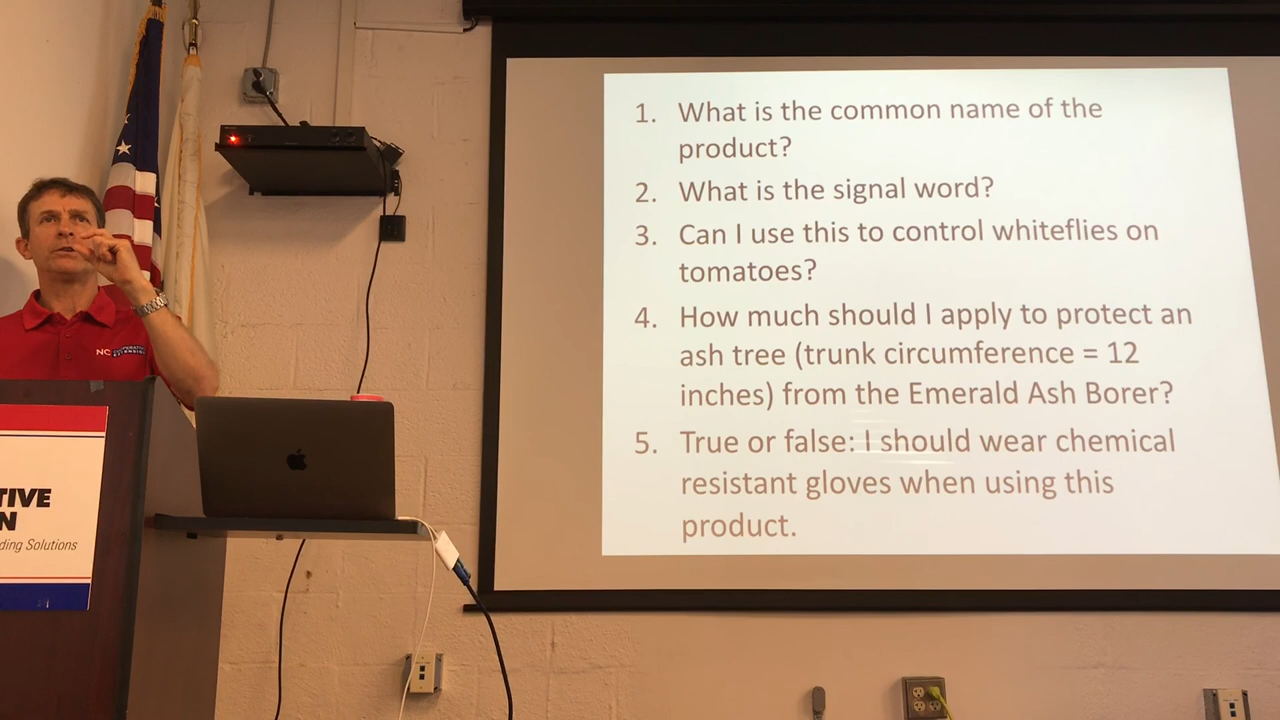 1. What is the common name of the
product?
2. What is the signal word?
3. Can I use this to control whiteflies on
tomatoes?
4. How much should I apply to protect an
ash tree (trunk circumference = 12
inches) from the Emerald Ash Borer?
5. True or false: I should wear chemical
resistant gloves when using this
product.
NC COOPERATIVE
EXTENSION
TIVE
N
ding Solutions